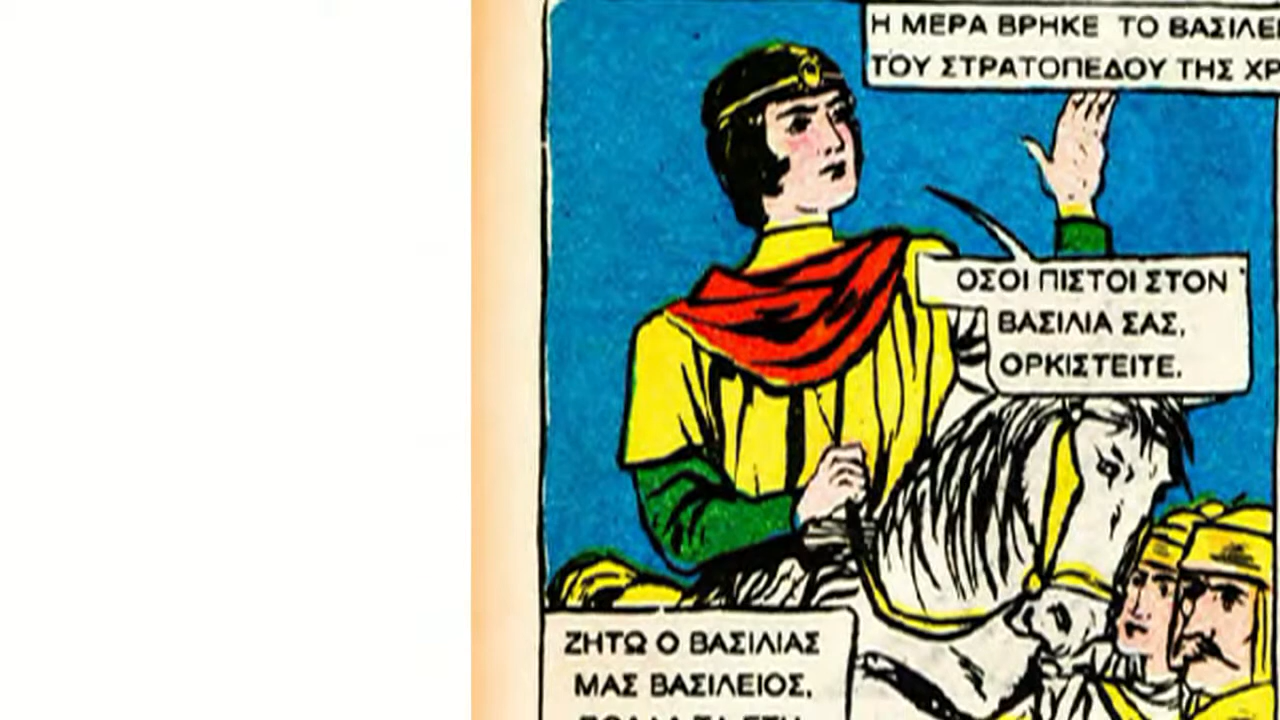 Η ΜΕΡΑ ΒΡΗΚΕ ΤΟ
ΤΟΥ ΣΤΡΑΤΟΠΕΔΟΥ ΤΗΣ
ΟΣΟΙ ΠΙΣΤΟΙ ΣΤΟΝ
ΒΑΣΙΛΙΑ ΣΑΣ,
ΟΡΚΙΣΤΕΙΤΕ.
ΖΗΤΩ Ο ΒΑΣΙΛΙΑΣ
ΜΑΣ ΒΑΣΙΛΕΙΟΣ,